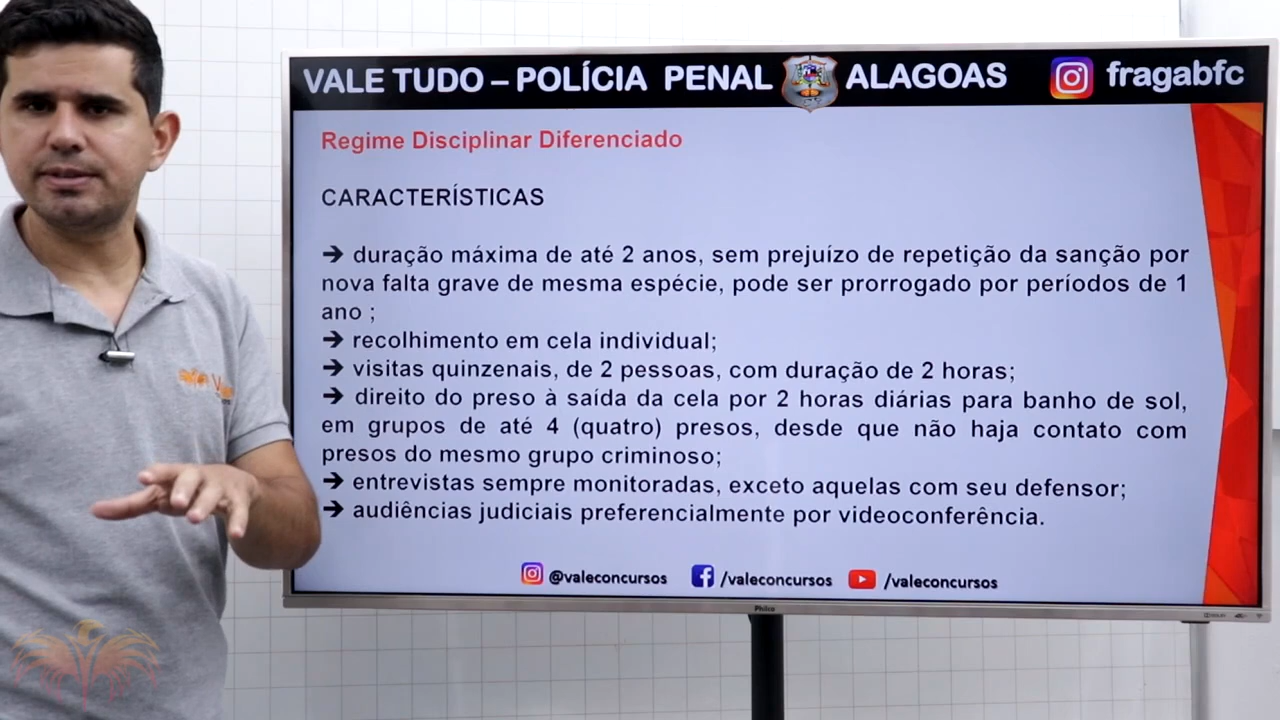 VALE TUDO – POLÍCIA PENAL ALAGOAS fragabfc
Regime Disciplinar Diferenciado
CARACTERÍSTICAS
➔ duração máxima de até 2 anos, sem prejuízo de repetição da sanção por
nova falta grave de mesma espécie, pode ser prorrogado por períodos de 1
ano ;
➔ recolhimento em cela individual;
➔ visitas quinzenais, de 2 pessoas, com duração de 2 horas;
➔ direito do preso à saída da cela por 2 horas diárias para banho de sol,
em grupos de até 4 (quatro) presos, desde que não haja contato com
presos do mesmo grupo criminoso;
➔ entrevistas sempre monitoradas, exceto aquelas com seu defensor;
➔ audiências judiciais preferencialmente por videoconferência.
@valeconcursos /valeconcursos /valeconcursos
Philco